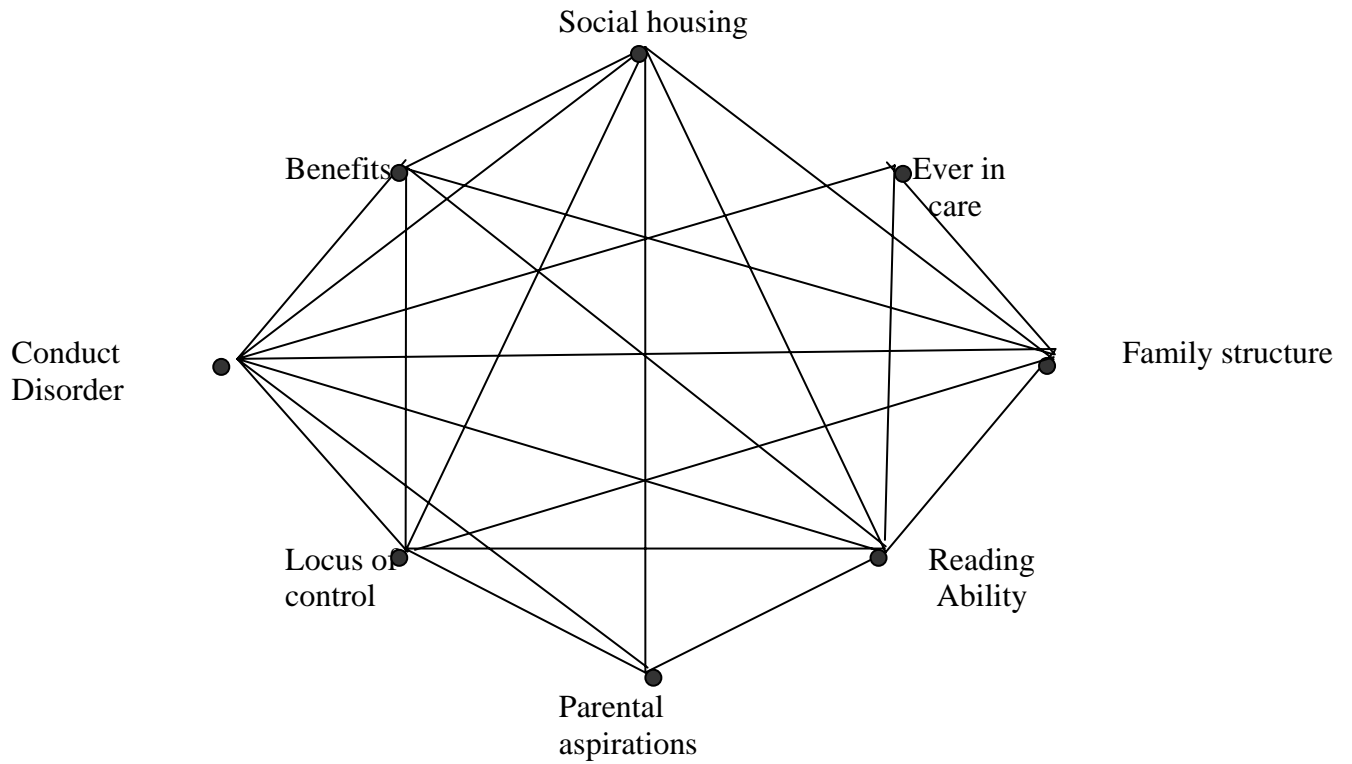 Social housing
Benefits
Ever in
care
Conduct
Disorder
Family structure
Locus of
control
Reading
Ability
Parental
aspirations